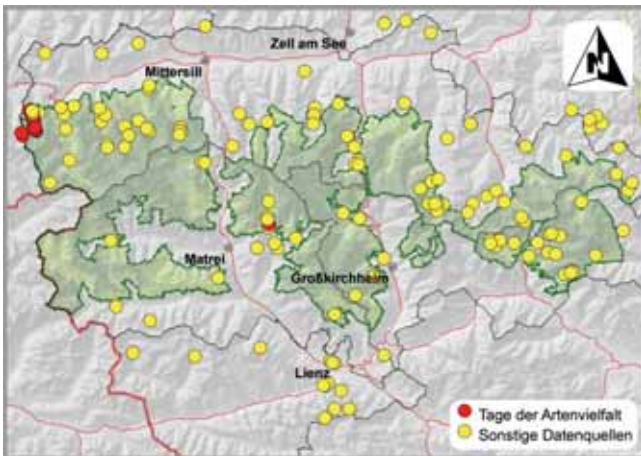 Zell am See
Mittersill
N
Matrei
Großkirchheim
Lienz
Tage der Artenvielfalt
Sonstige Datenquellen